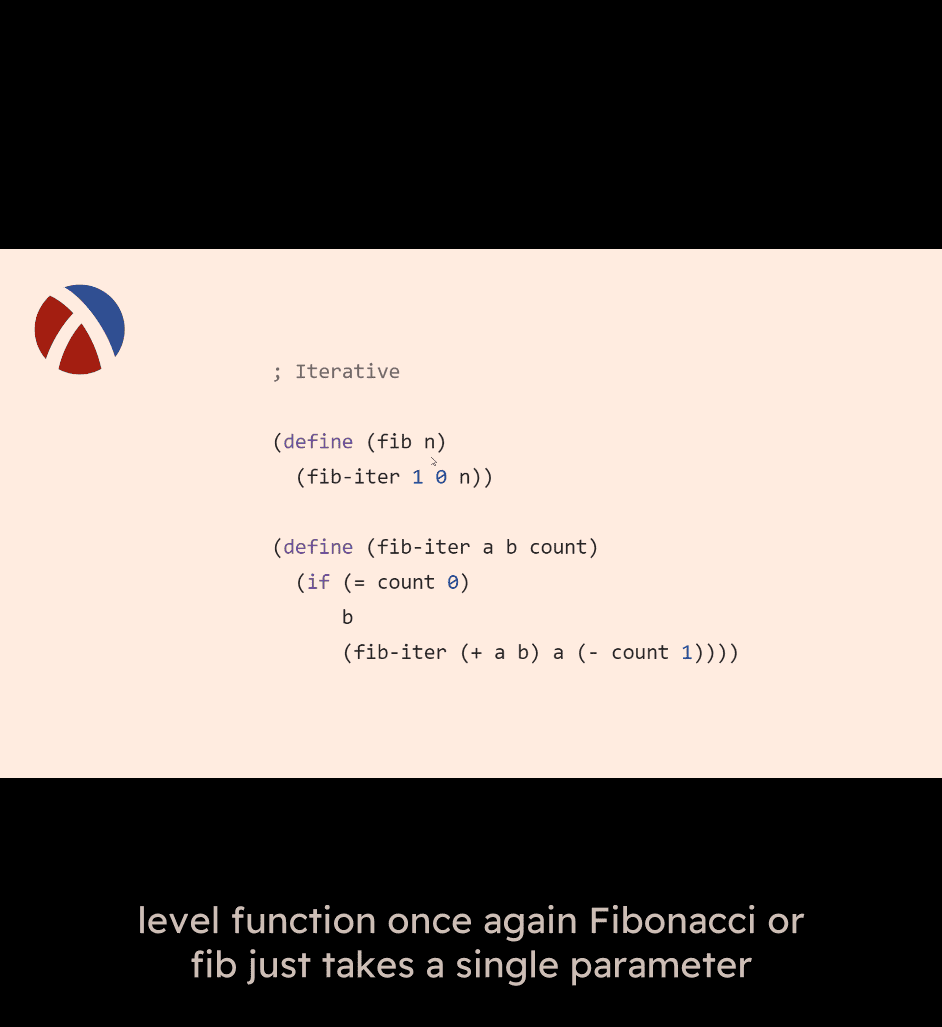 ; Iterative
(define (fib n)
(fib-iter 1 0 n))
(define (fib-iter a b count)
(if (= count 0)
b
(fib-iter (+ a b) a (- count 1))))
level function once again Fibonacci or
fib just takes a single parameter